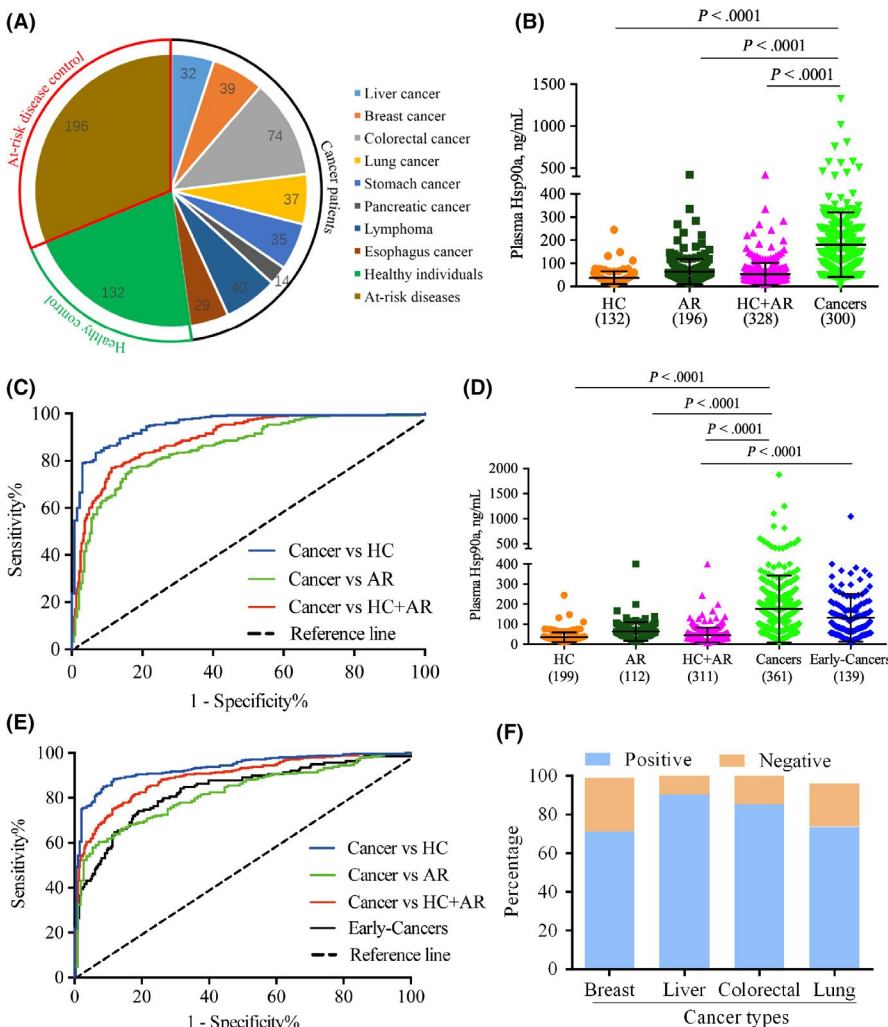 (A)
At-risk disease control
Cancer patients
Healthy control
32
39
74
37
35
14
40
29
132
196
Liver cancer
Breast cancer
Colorectal cancer
Lung cancer
Stomach cancer
Pancreatic cancer
Lymphoma
Esophagus cancer
Healthy individuals
At-risk diseases
(B)
P < .0001
P < .0001
P < .0001
Plasma Hsp90a, ng/mL
1500
1000
500
400
300
200
100
0
HC AR HC+AR Cancers
(132) (196) (328) (300)
(C)
Sensitivity%
100
80
60
40
20
0
Cancer vs HC
Cancer vs AR
Cancer vs HC+AR
Reference line
0 20 40 60 80 100
1 - Specificity%
(D)
P < .0001
P < .0001
P < .0001
P < .0001
Plasma Hsp90a, ng/mL
2000
1500
1000
500
400
300
200
100
0
HC AR HC+AR Cancers Early-Cancers
(199) (112) (311) (361) (139)
(E)
Sensitivity%
100
80
60
40
20
0
Cancer vs HC
Cancer vs AR
Cancer vs HC+AR
Early-Cancers
Reference line
0 20 40 60 80 100
1 - Specificity%
(F)
Positive Negative
Percentage
100
80
60
40
20
0
Breast Liver Colorectal Lung
Cancer types